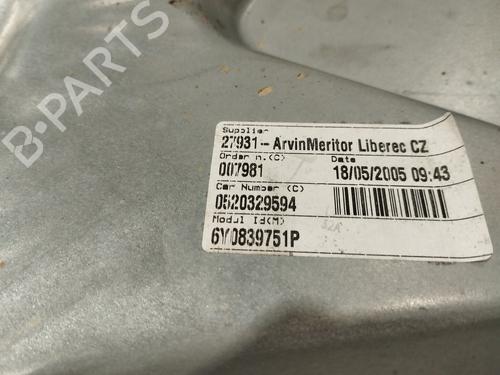 Supplier
27931-ArvinMeritor Liberec CZ
Order n.(C) Date
007981 18/05/2005 09:43
Car Number (C)
0520329594
Modul Id(M)
6Y0839751P
B-PARTS